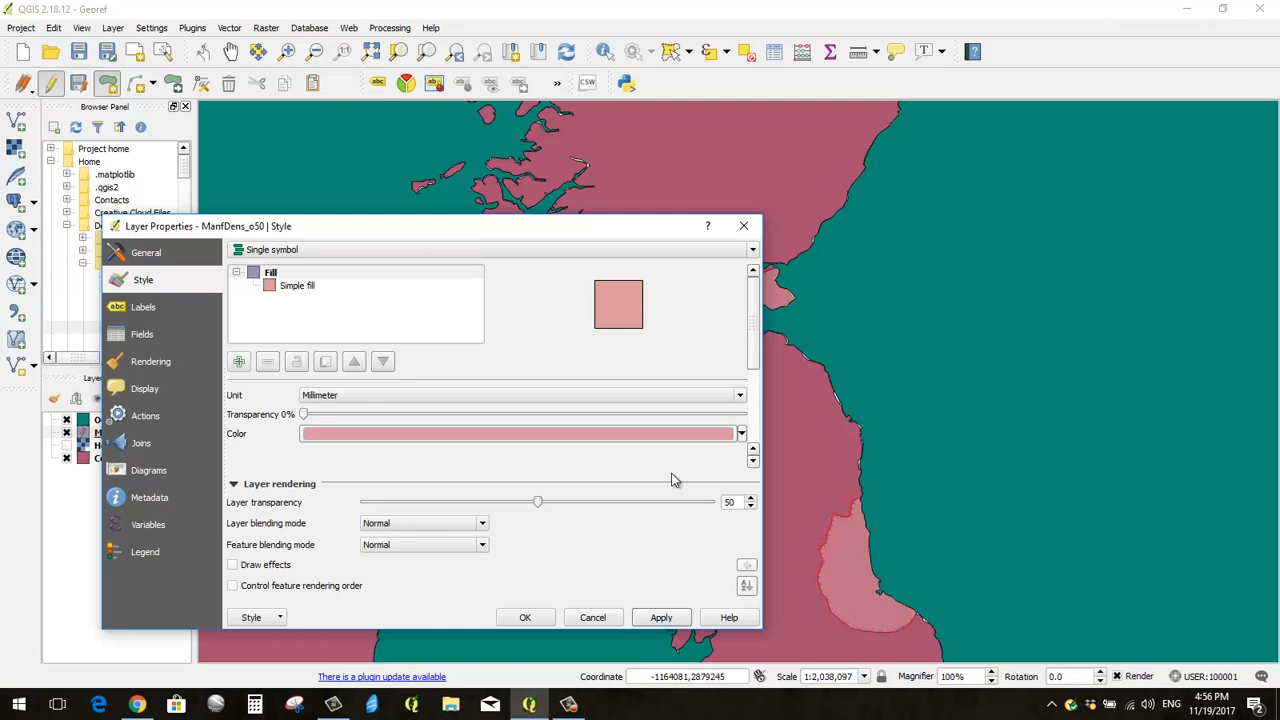 QGIS 2.18.12 - Georef
Project Edit View Layer Settings Plugins Vector Raster Database Web Processing Help
abc CSW
Browser Panel
Project home
Home
.matplotlib
.qgis2
Contacts
Creative Cloud Files
Layer Properties - ManfDens_o50 | Style
General
Style
Labels
Fields
Rendering
Display
Actions
Joins
Diagrams
Metadata
Variables
Legend
Single symbol
Fill
Simple fill
Unit Millimeter
Transparency 0%
Color
Layer rendering
Layer transparency 50
Layer blending mode Normal
Feature blending mode Normal
Draw effects
Control feature rendering order
Style OK Cancel Apply Help
There is a plugin update available
Coordinate -1164081,2879245 Scale 1:2,038,097 Magnifier 100% Rotation 0.0 Render USER:100001
ENG 4:56 PM
11/19/2017